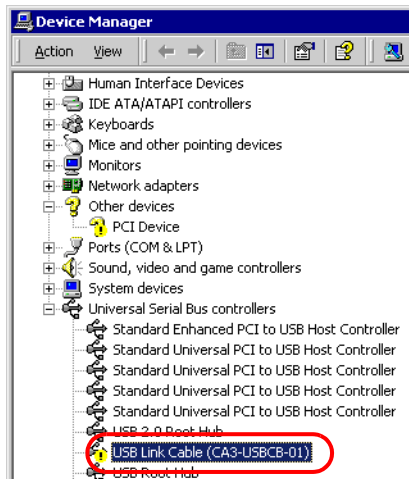 Device Manager
Action View
Human Interface Devices
IDE ATA/ATAPI controllers
Keyboards
Mice and other pointing devices
Monitors
Network adapters
Other devices
PCI Device
Ports (COM & LPT)
Sound, video and game controllers
System devices
Universal Serial Bus controllers
Standard Enhanced PCI to USB Host Controller
Standard Universal PCI to USB Host Controller
Standard Universal PCI to USB Host Controller
Standard Universal PCI to USB Host Controller
Standard Universal PCI to USB Host Controller
USB 2.0 Root Hub
USB Link Cable (CA3-USBCB-01)
USB Root Hub